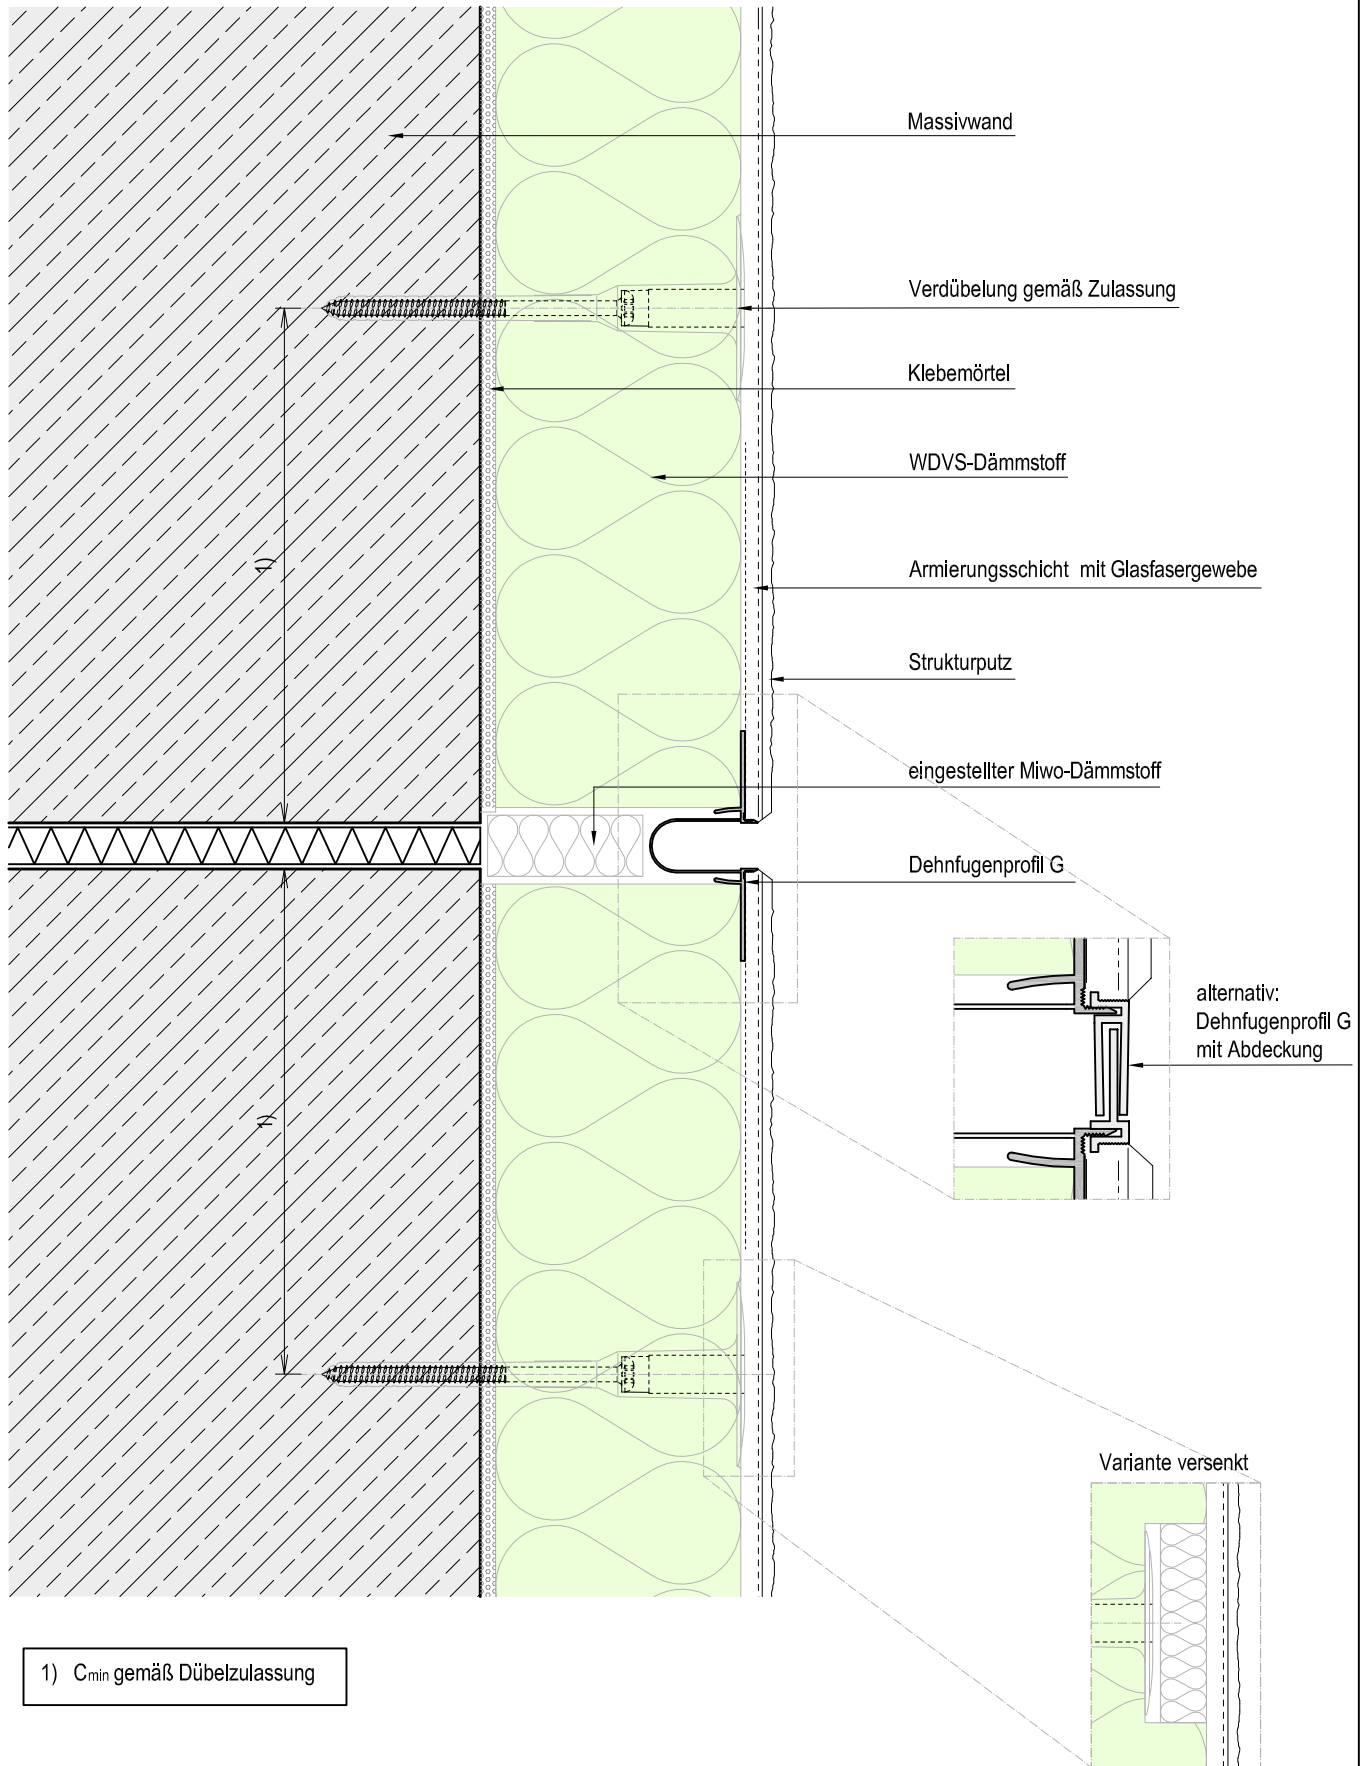 Massivwand
Verdübelung gemäß Zulassung
Klebemörtel
WDVS-Dämmstoff
1)
Armierungsschicht mit Glasfasergewebe
Strukturputz
eingestellter Miwo-Dämmstoff
Dehnfugenprofil G
alternativ:
Dehnfugenprofil G
mit Abdeckung
1)
Variante versenkt
1) Cmin gemäß Dübelzulassung